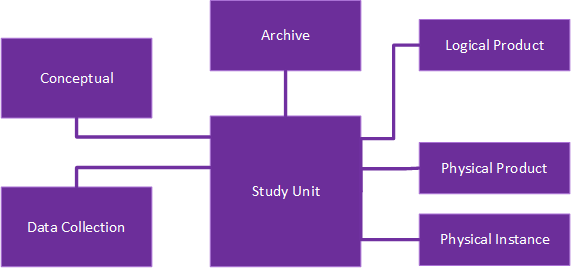 Archive
Logical Product
Conceptual
Physical Product
Study Unit
Data Collection
Physical Instance